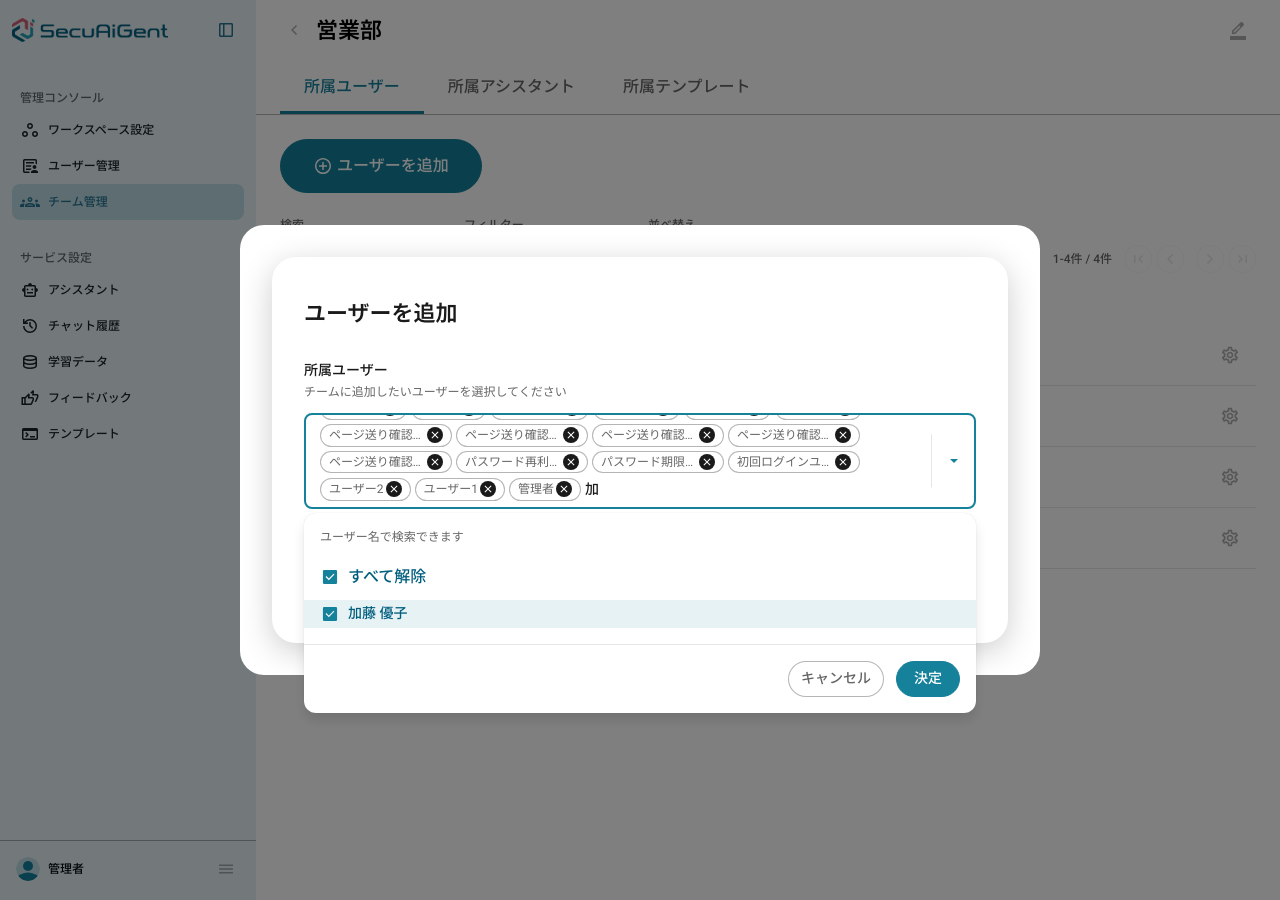 SecuAiGent
管理コンソール
ワークスペース設定
ユーザー管理
チーム管理
サービス設定
アシスタント
チャット履歴
学習データ
フィードバック
テンプレート
管理者
営業部
所属ユーザー
所属アシスタント
所属テンプレート
ユーザーを追加
検索
フィルター
並べ替え
1-4件 / 4件
ユーザーを追加
所属ユーザー
チームに追加したいユーザーを選択してください
ページ送り確認... ページ送り確認... ページ送り確認... ページ送り確認...
ページ送り確認... パスワード再利... パスワード期限... 初回ログインユ...
ユーザー2 ユーザー1 管理者 加
ユーザー名で検索できます
すべて解除
加藤 優子
キャンセル
決定